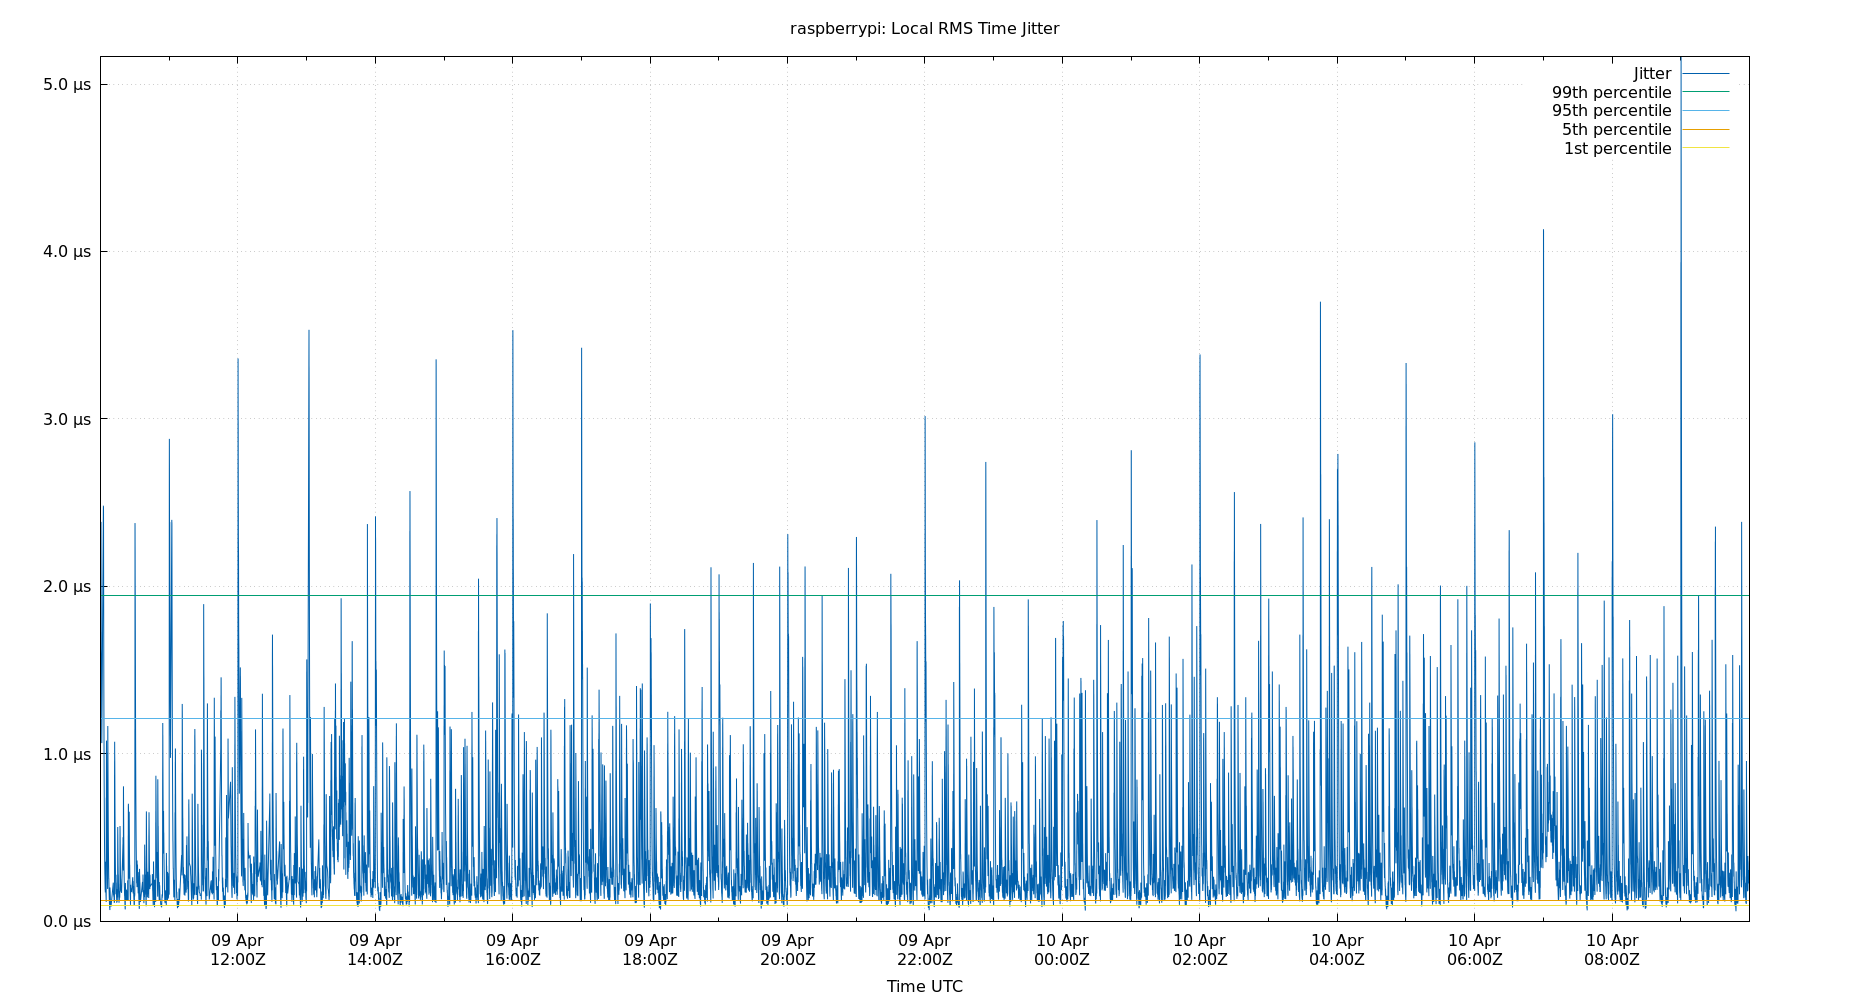 raspberrypi: Local RMS Time Jitter
5.0 µs
4.0 µs
3.0 µs
2.0 µs
1.0 µs
0.0 µs
Jitter
99th percentile
95th percentile
5th percentile
1st percentile
09 Apr 09 Apr 09 Apr 09 Apr 09 Apr 09 Apr 10 Apr 10 Apr 10 Apr 10 Apr 10 Apr
12:00Z 14:00Z 16:00Z 18:00Z 20:00Z 22:00Z 00:00Z 02:00Z 04:00Z 06:00Z 08:00Z
Time UTC